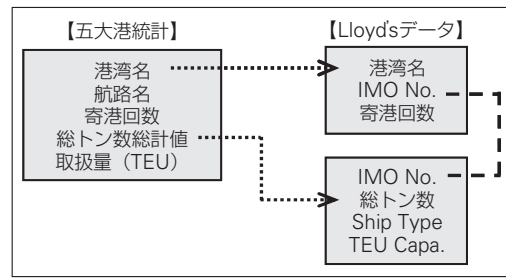 【五大港統計】
港湾名
航路名
寄港回数
総トン数総計値
取扱量（TEU）
【Lloyd'sデータ】
港湾名
IMO No.
寄港回数
IMO No.
総トン数
Ship Type
TEU Capa.